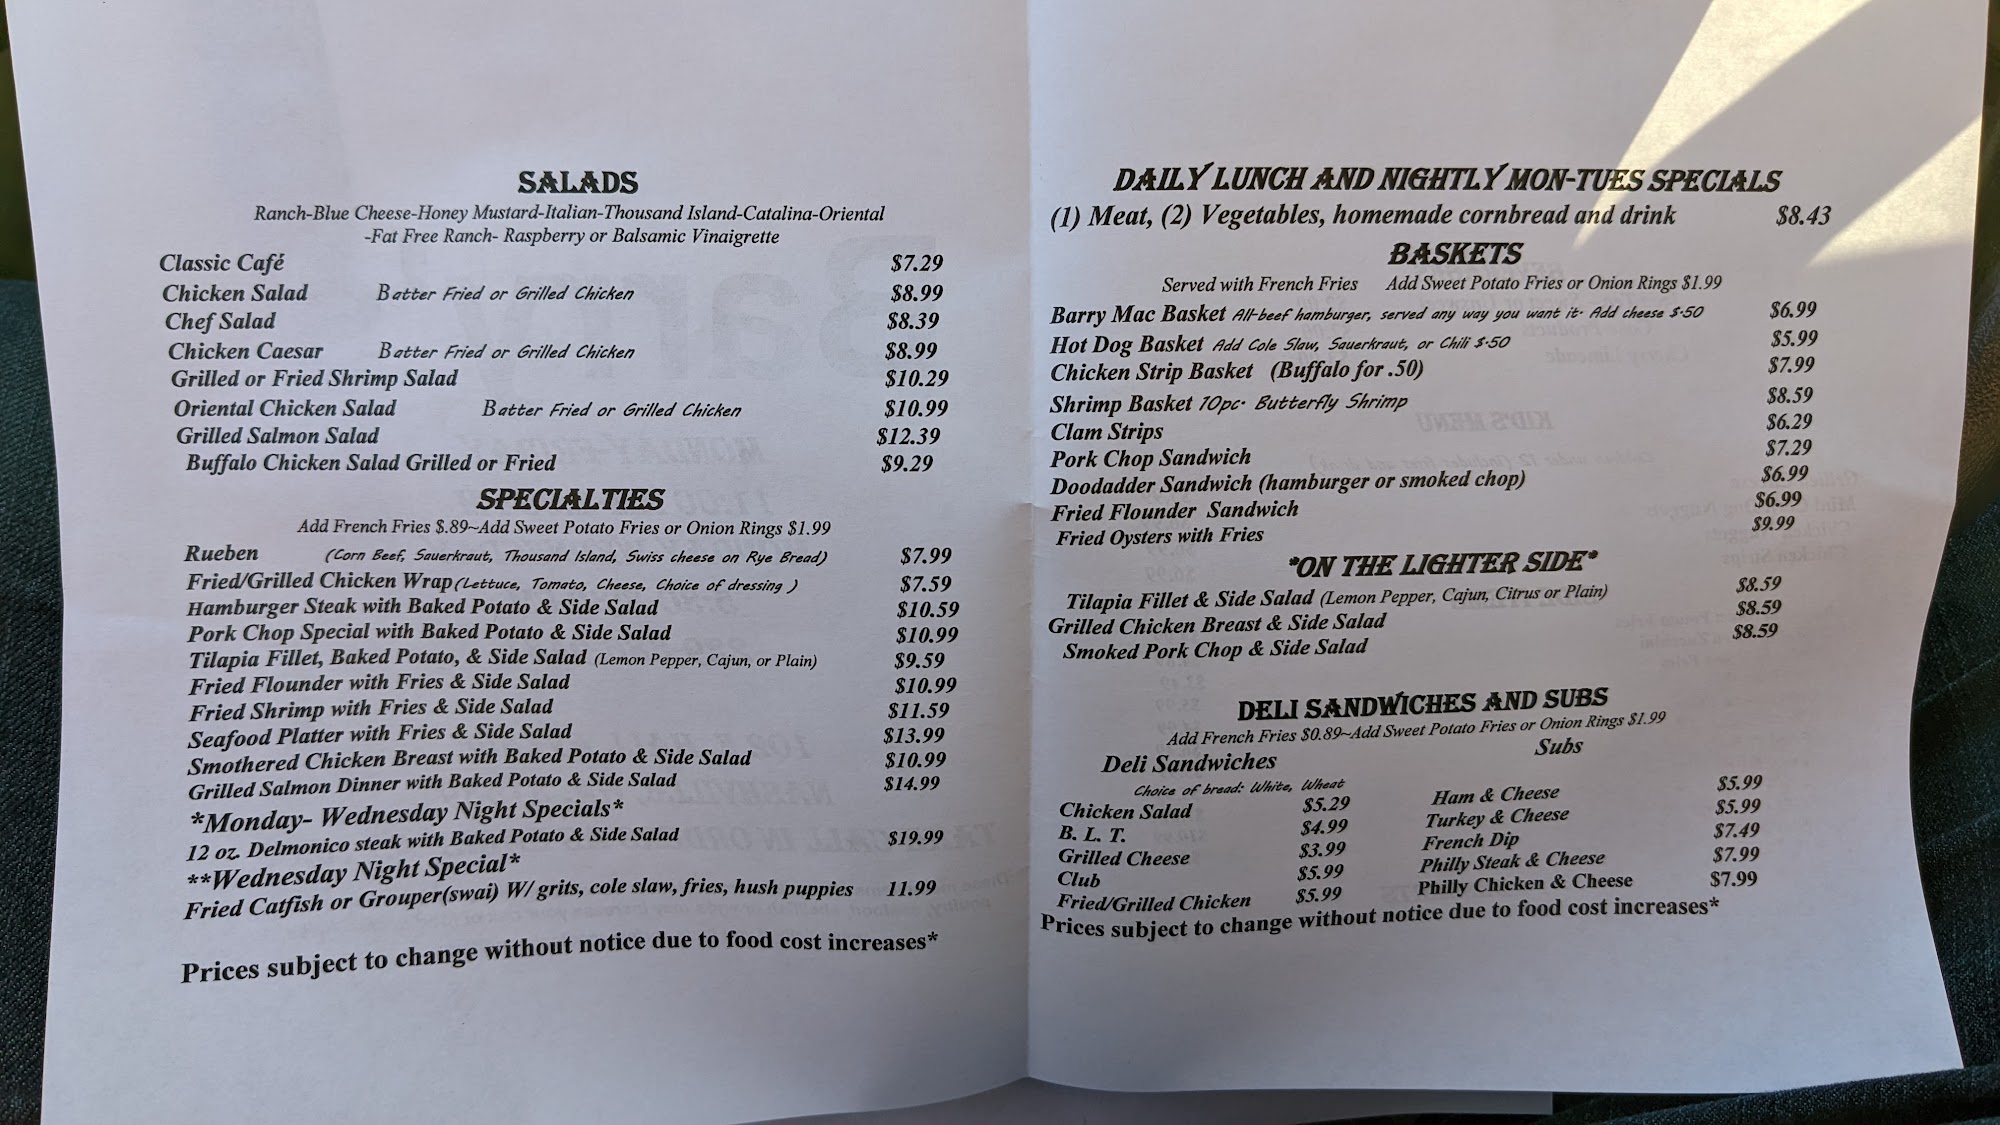 SALADS
Ranch-Blue Cheese-Honey Mustard-Italian-Thousand Island-Catalina-Oriental
-Fat Free Ranch- Raspberry or Balsamic Vinaigrette
Classic Café $7.29
Chicken Salad Batter Fried or Grilled Chicken $8.99
Chef Salad $8.39
Chicken Caesar Batter Fried or Grilled Chicken $8.99
Grilled or Fried Shrimp Salad $10.29
Oriental Chicken Salad Batter Fried or Grilled Chicken $10.99
Grilled Salmon Salad $12.39
Buffalo Chicken Salad Grilled or Fried $9.29
SPECIALTIES
Add French Fries $.89~Add Sweet Potato Fries or Onion Rings $1.99
Rueben (Corn Beef, Sauerkraut, Thousand Island, Swiss cheese on Rye Bread) $7.99
Fried/Grilled Chicken Wrap (Lettuce, Tomato, Cheese, Choice of dressing ) $7.59
Hamburger Steak with Baked Potato & Side Salad $10.59
Pork Chop Special with Baked Potato & Side Salad $10.99
Tilapia Fillet, Baked Potato, & Side Salad (Lemon Pepper, Cajun, or Plain) $9.59
Fried Flounder with Fries & Side Salad $10.99
Fried Shrimp with Fries & Side Salad $11.59
Seafood Platter with Fries & Side Salad $13.99
Smothered Chicken Breast with Baked Potato & Side Salad $10.99
Grilled Salmon Dinner with Baked Potato & Side Salad $14.99
*Monday- Wednesday Night Specials*
12 oz. Delmonico steak with Baked Potato & Side Salad $19.99
**Wednesday Night Special*
Fried Catfish or Grouper(swai) W/ grits, cole slaw, fries, hush puppies 11.99
Prices subject to change without notice due to food cost increases*
DAILY LUNCH AND NIGHTLY MON-TUES SPECIALS
(1) Meat, (2) Vegetables, homemade cornbread and drink $8.43
BASKETS
Served with French Fries Add Sweet Potato Fries or Onion Rings $1.99
Barry Mac Basket All-beef hamburger, served any way you want it. Add cheese $.50 $6.99
Hot Dog Basket Add Cole Slaw, Sauerkraut, or Chili $.50 $5.99
Chicken Strip Basket (Buffalo for .50) $7.99
Shrimp Basket 10pc. Butterfly Shrimp $8.59
Clam Strips $6.29
Pork Chop Sandwich $7.29
Doodadder Sandwich (hamburger or smoked chop) $6.99
Fried Flounder Sandwich $6.99
Fried Oysters with Fries $9.99
*ON THE LIGHTER SIDE*
Tilapia Fillet & Side Salad (Lemon Pepper, Cajun, Citrus or Plain) $8.59
Grilled Chicken Breast & Side Salad $8.59
Smoked Pork Chop & Side Salad $8.59
DELI SANDWICHES AND SUBS
Add French Fries $0.89~Add Sweet Potato Fries or Onion Rings $1.99
Deli Sandwiches Subs
Choice of bread: White, Wheat
Chicken Salad $5.29 Ham & Cheese $5.99
B. L. T. $4.99 Turkey & Cheese $5.99
Grilled Cheese $3.99 French Dip $7.49
Club $5.99 Philly Steak & Cheese $7.99
Fried/Grilled Chicken $5.99 Philly Chicken & Cheese $7.99
Prices subject to change without notice due to food cost increases*